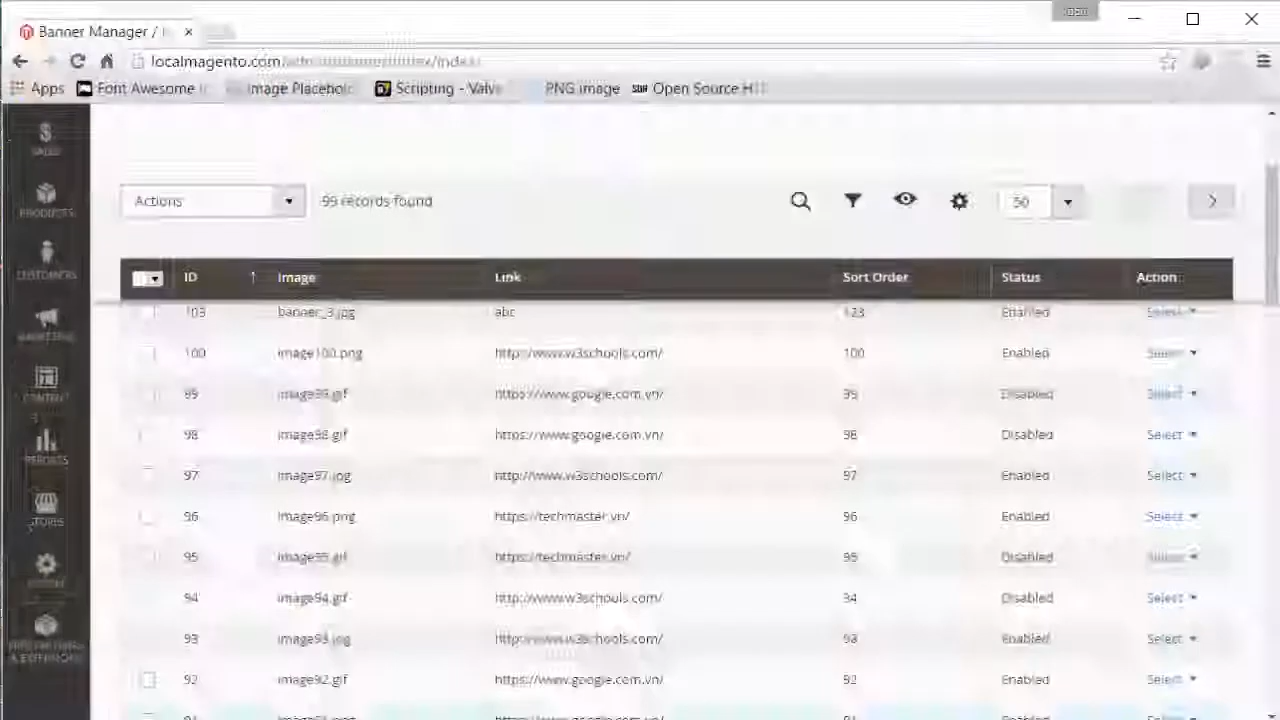 Banner Manager /
localmagento.com
Apps Font Awesome Image Placehol Scripting - Valve PNG image Open Source H
SALES
PRODUCTS
CUSTOMERS
MARKETING
CONTENT
REPORTS
STORES
SYSTEM
& EXTENSIONS
Actions 99 records found 50
ID ↑ Image Link Sort Order Status Action
103 banner_3.jpg abc 123 Enabled Select
100 image100.png http://www.w3schools.com/ 100 Enabled Select
99 image99.gif https://www.google.com.vn/ 99 Disabled Select
98 image98.gif https://www.google.com.vn/ 98 Disabled Select
97 image97.jpg http://www.w3schools.com/ 97 Enabled Select
96 image96.png https://techmaster.vn/ 96 Enabled Select
95 image95.gif https://techmaster.vn/ 95 Disabled Select
94 image94.gif http://www.w3schools.com/ 94 Disabled Select
93 image93.jpg http://www.w3schools.com/ 93 Enabled Select
92 image92.gif https://www.google.com.vn/ 92 Enabled Select